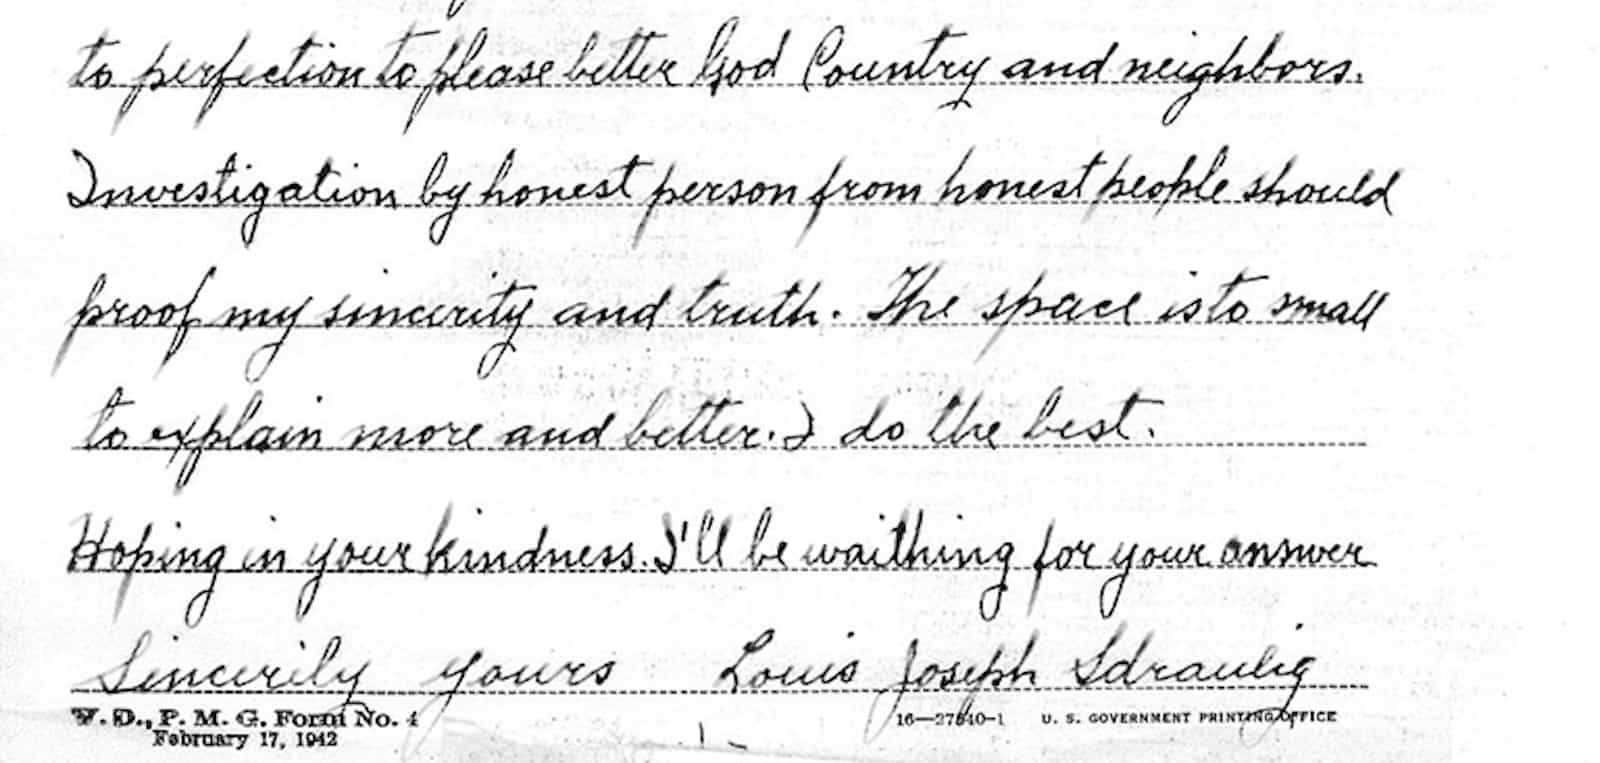 to perfection to please better God Country and neighbors.
Investigation by honest person from honest people should
proof my sincerity and truth. The space is to small
to explain more and better. I do the best.
Hoping in your kindness. I'll be waithing for your answer
Sincerily yours Louis Joseph Sdraulig
W. D., P. M. G. Form No. 4 16—27540-1 U. S. GOVERNMENT PRINTING OFFICE
February 17, 1942